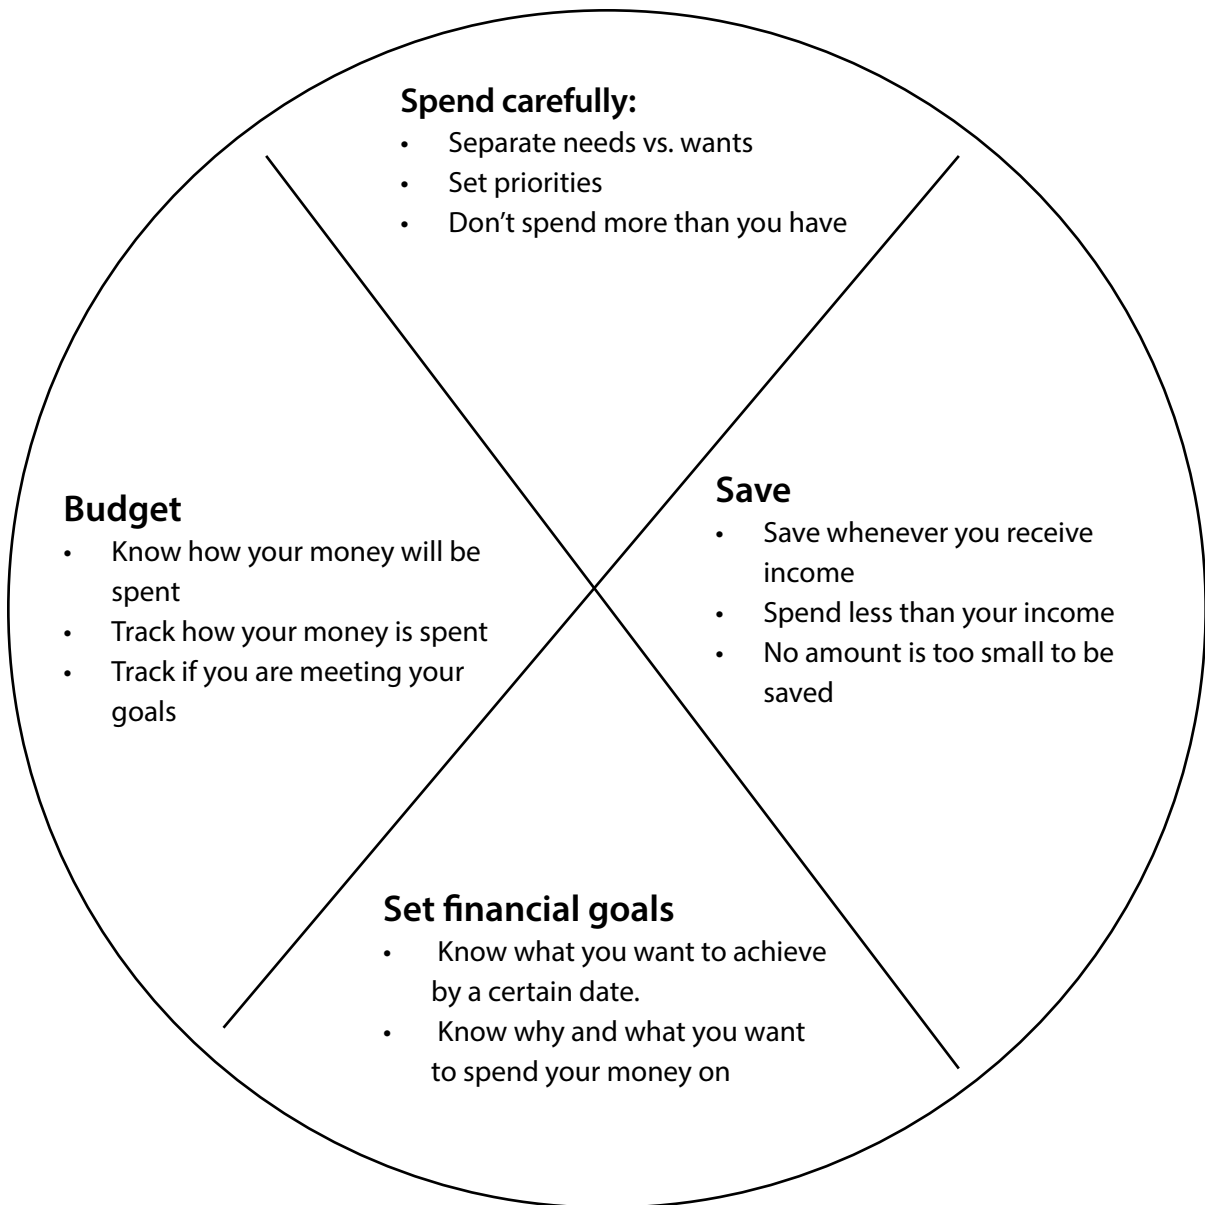 Spend carefully:
• Separate needs vs. wants
• Set priorities
• Don't spend more than you have
Budget
• Know how your money will be
spent
• Track how your money is spent
• Track if you are meeting your
goals
Save
• Save whenever you receive
income
• Spend less than your income
• No amount is too small to be
saved
Set financial goals
• Know what you want to achieve
by a certain date.
• Know why and what you want
to spend your money on